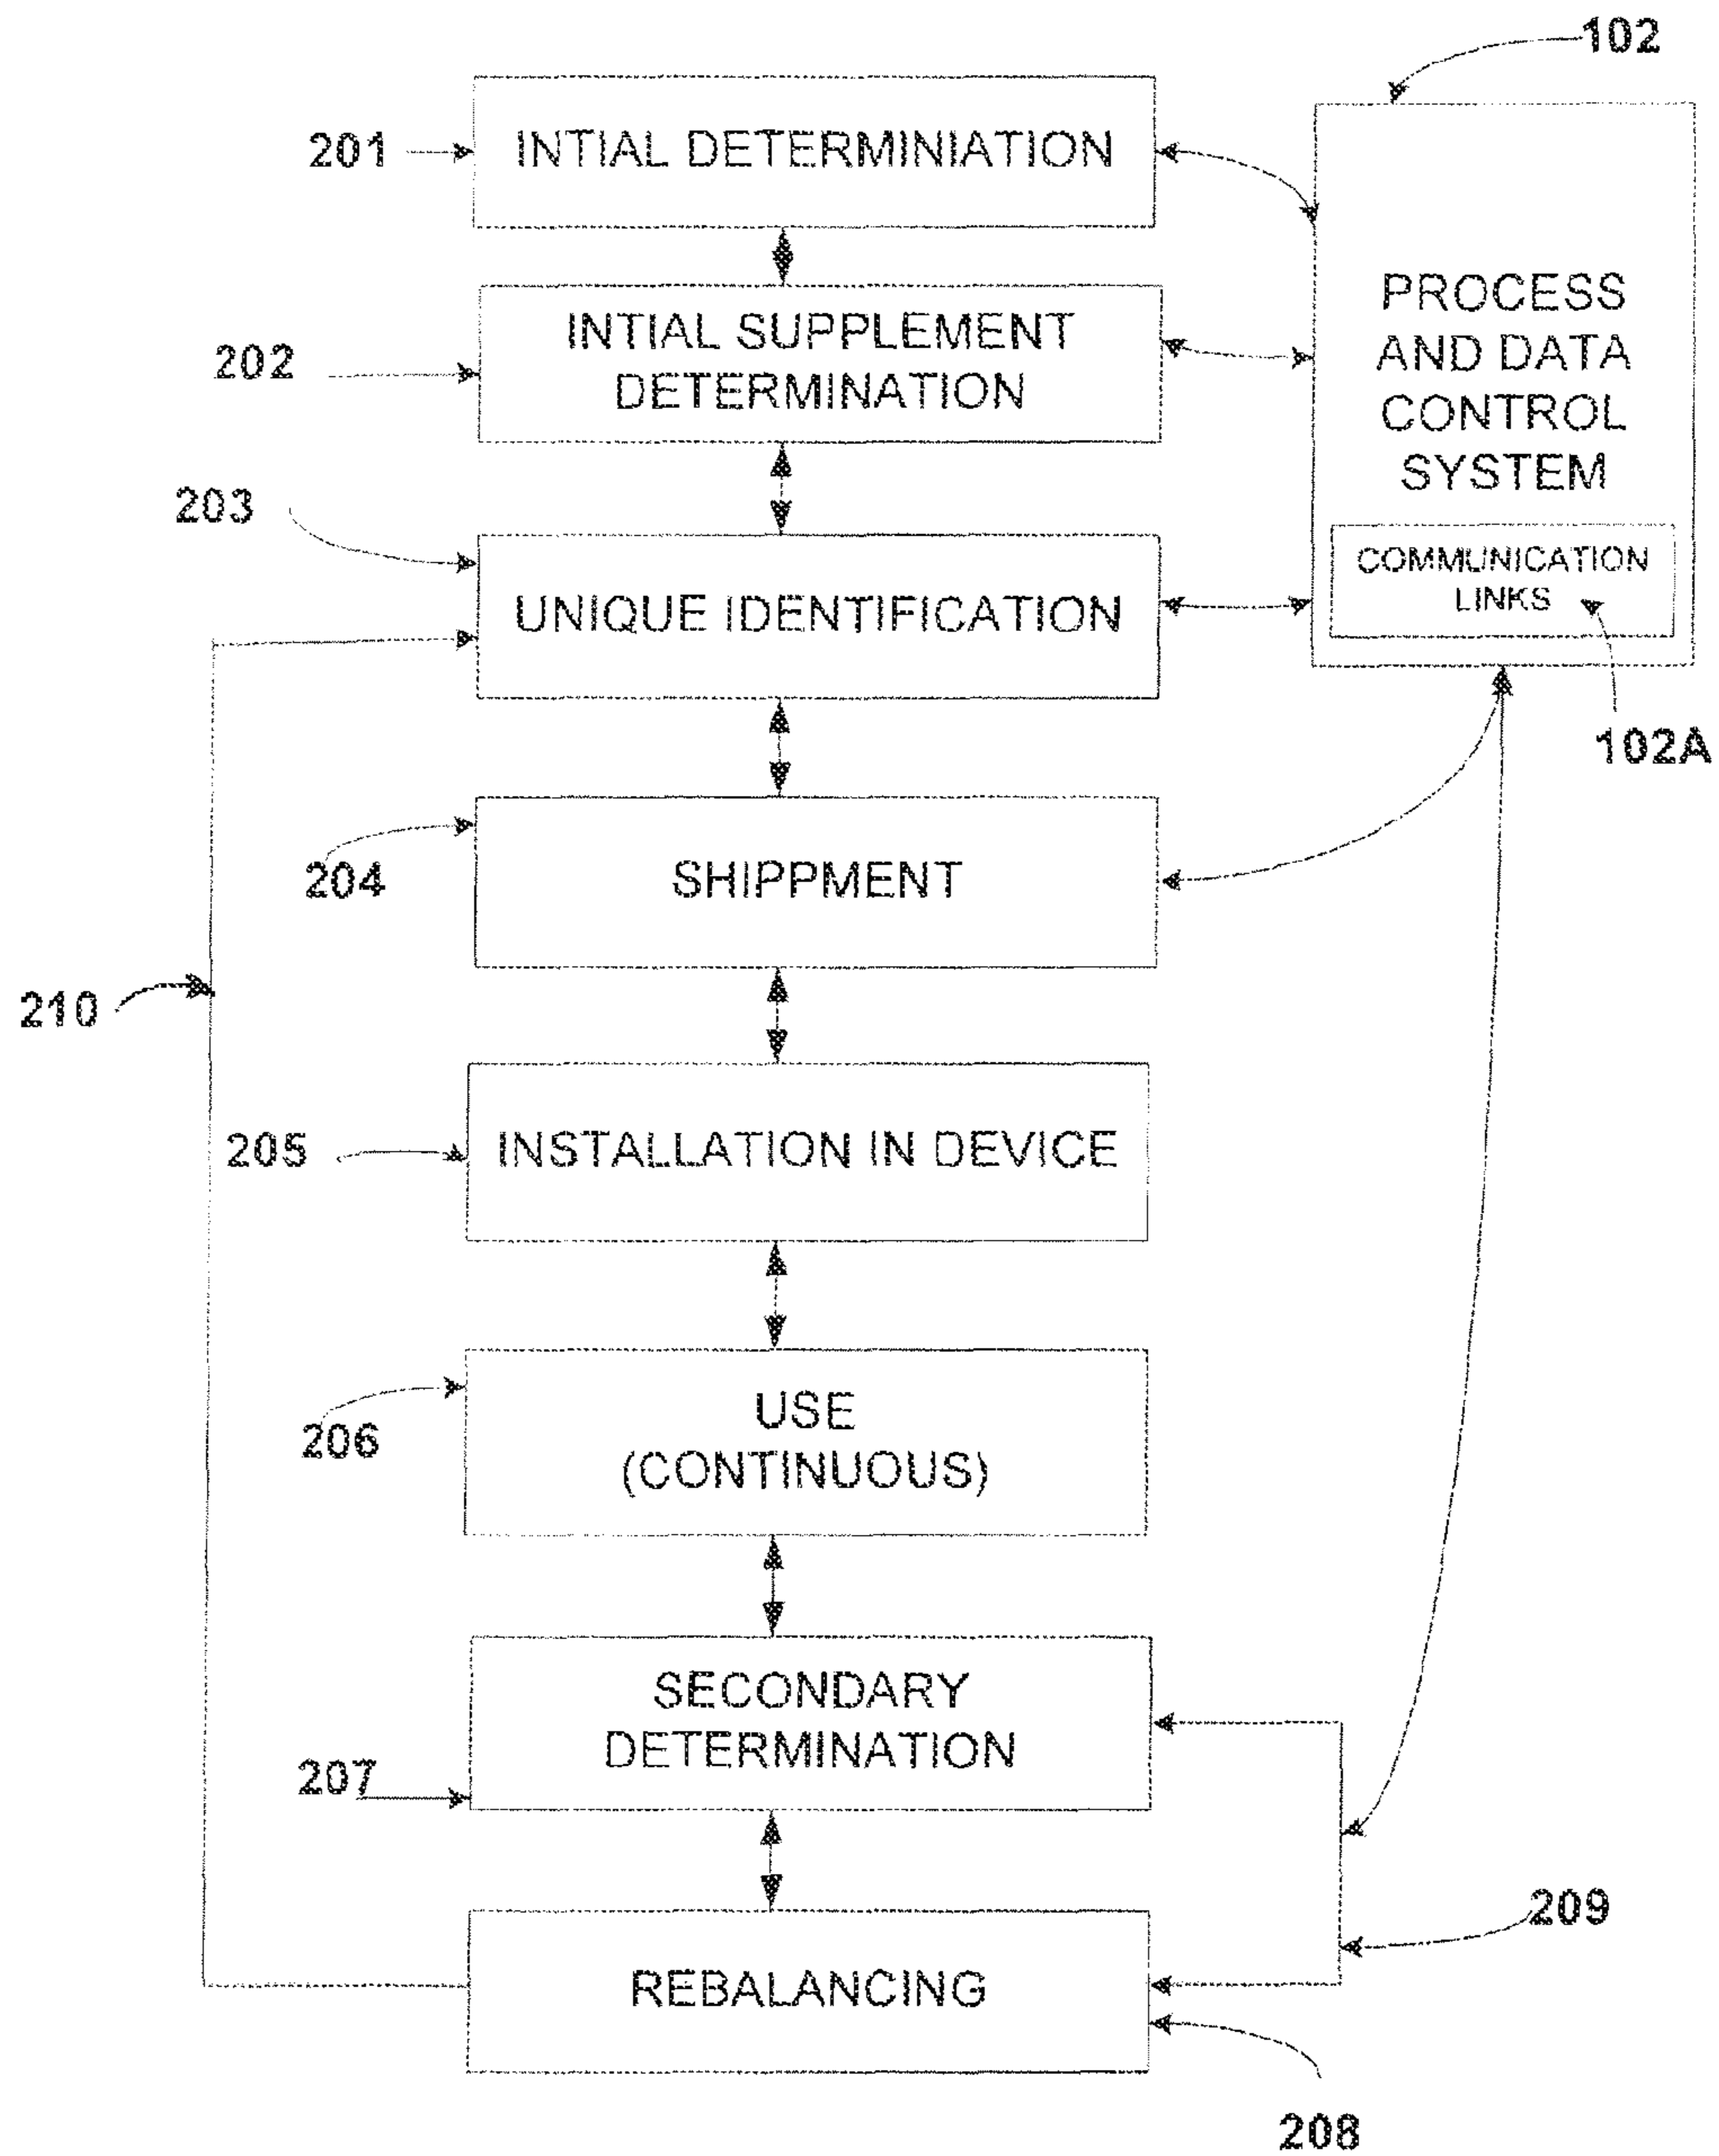 102
201
INTIAL DETERMINIATION
202
INTIAL SUPPLEMENT
DETERMINATION
PROCESS
AND DATA
CONTROL
SYSTEM
COMMUNICATION
LINKS
102A
203
UNIQUE IDENTIFICATION
204
SHIPPMENT
210
205
INSTALLATION IN DEVICE
206
USE
(CONTINUOUS)
207
SECONDARY
DETERMINATION
209
REBALANCING
208